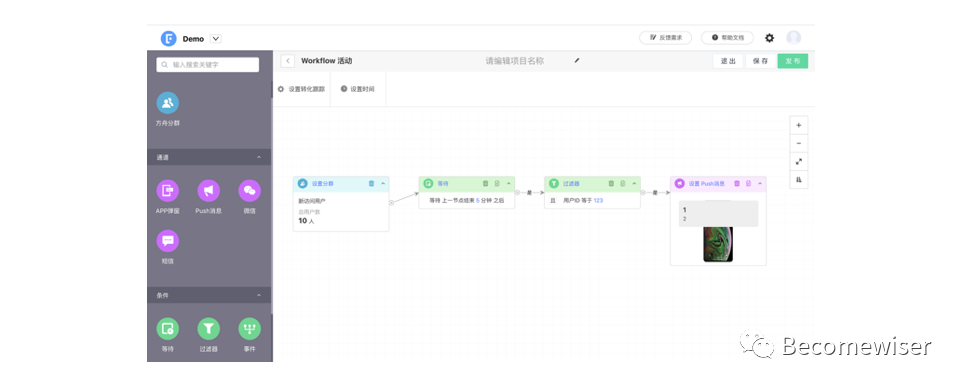 Demo
反馈需求
帮助文档
输入搜索关键字
Workflow 活动
请编辑项目名称
退出
保存
发布
设置转化跟踪
设置时间
方舟分群
通道
APP弹窗
Push消息
微信
短信
条件
等待
过滤器
事件
设置分群
新访问用户
总用户数
10 人
等待
等待 上一节点结束 5 分钟 之后
是
过滤器
且 用户ID 等于 123
是
设置 Push消息
1
2
Becomewiser